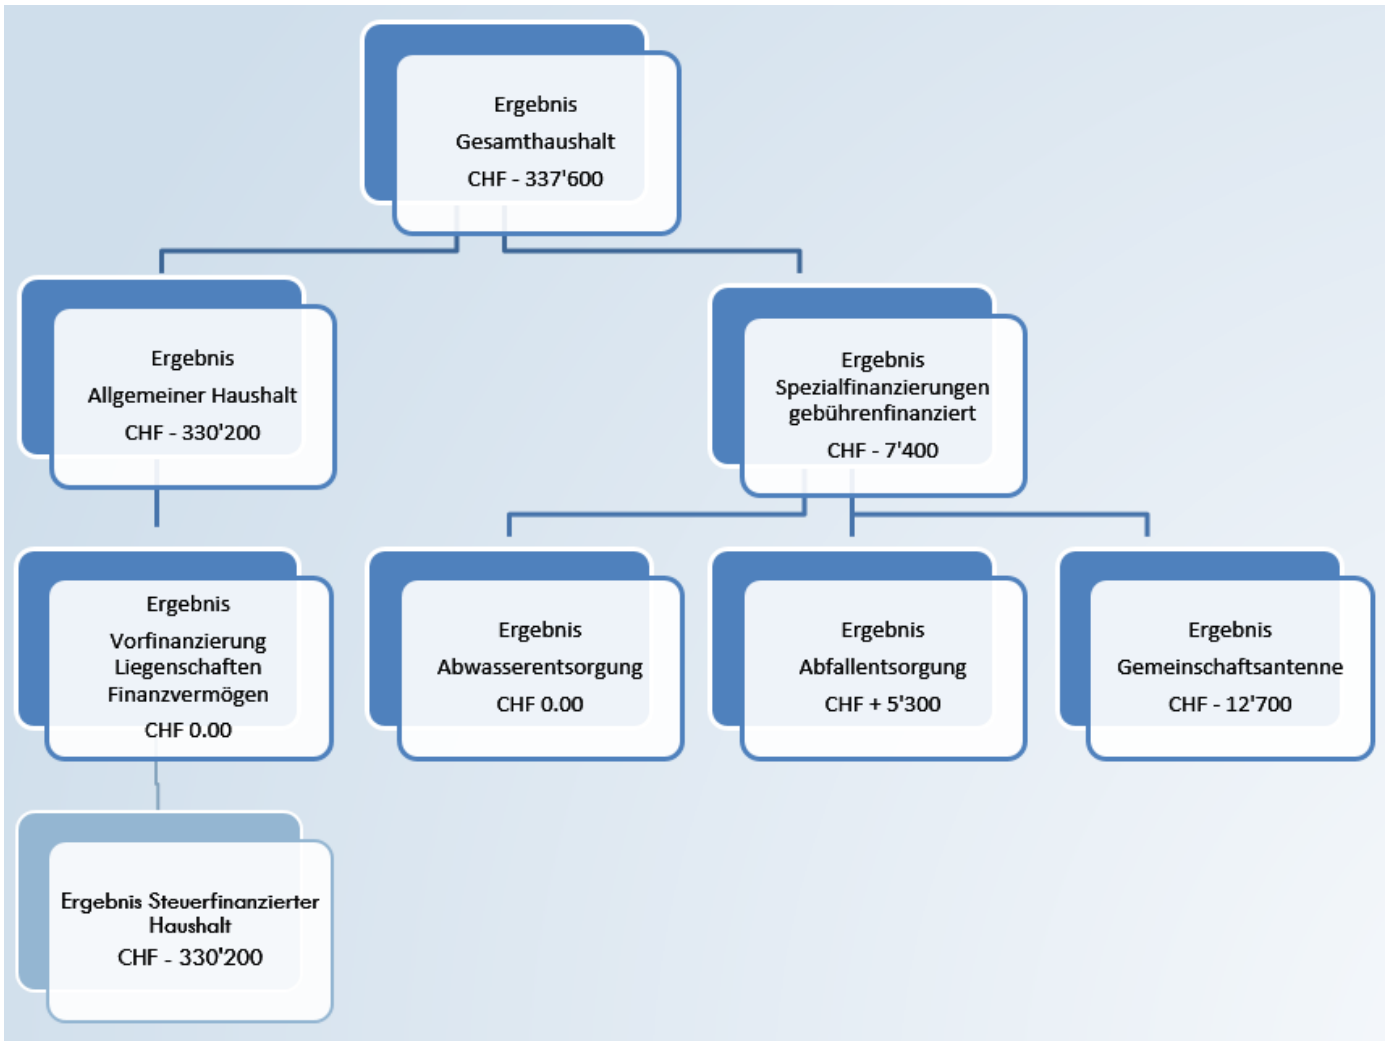 Ergebnis
Gesamthaushalt
CHF - 337'600
Ergebnis
Allgemeiner Haushalt
CHF - 330'200
Ergebnis
Spezialfinanzierungen
gebührenfinanziert
CHF - 7'400
Ergebnis
Vorfinanzierung
Liegenschaften
Finanzvermögen
CHF 0.00
Ergebnis
Abwasserentsorgung
CHF 0.00
Ergebnis
Abfallentsorgung
CHF + 5'300
Ergebnis
Gemeinschaftsantenne
CHF - 12'700
Ergebnis Steuerfinanzierter
Haushalt
CHF - 330'200